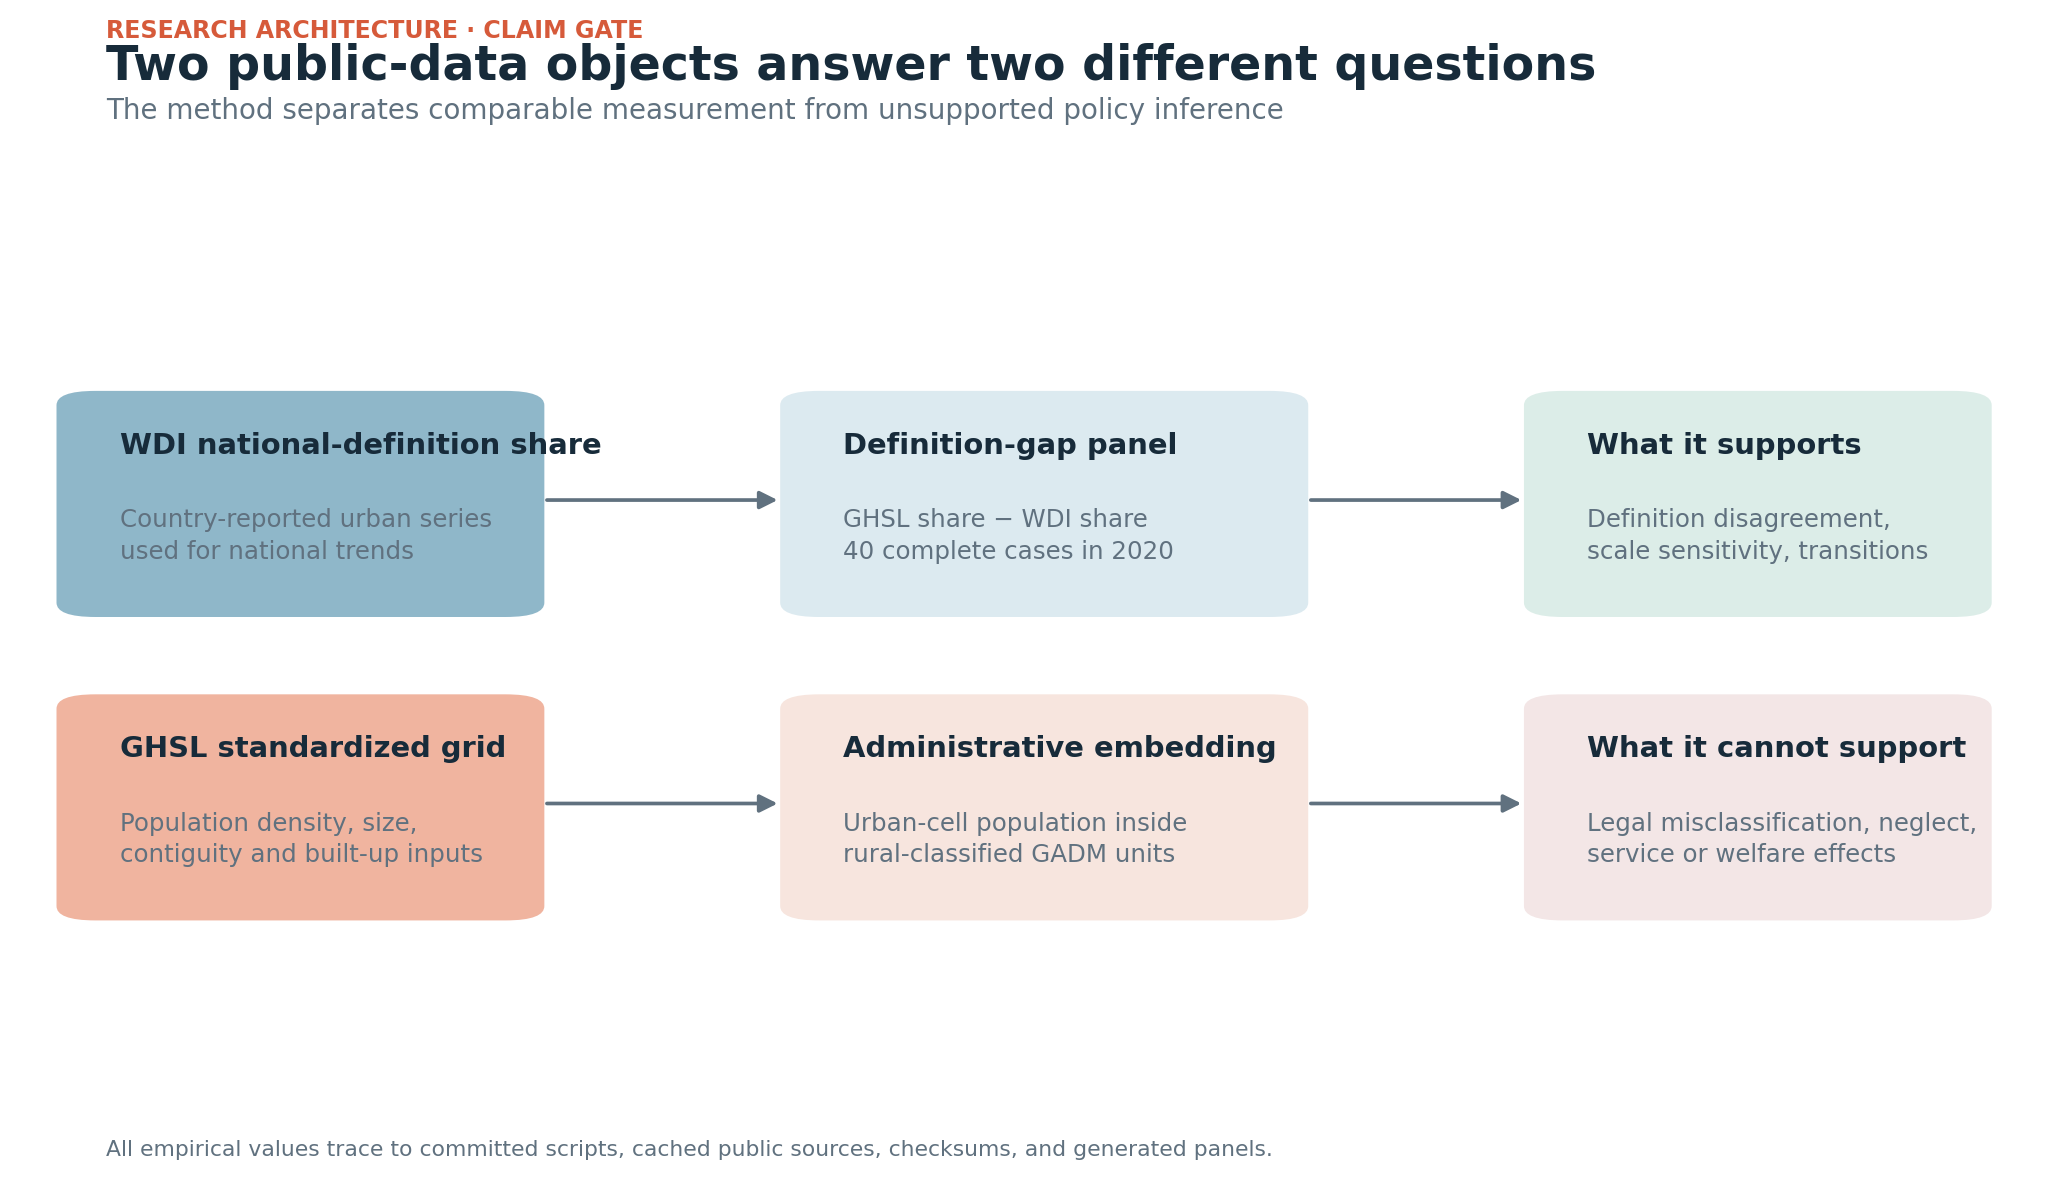 RESEARCH ARCHITECTURE · CLAIM GATE
Two public-data objects answer two different questions
The method separates comparable measurement from unsupported policy inference
WDI national-definition share
Country-reported urban series
used for national trends
Definition-gap panel
GHSL share − WDI share
40 complete cases in 2020
What it supports
Definition disagreement,
scale sensitivity, transitions
GHSL standardized grid
Population density, size,
contiguity and built-up inputs
Administrative embedding
Urban-cell population inside
rural-classified GADM units
What it cannot support
Legal misclassification, neglect,
service or welfare effects
All empirical values trace to committed scripts, cached public sources, checksums, and generated panels.